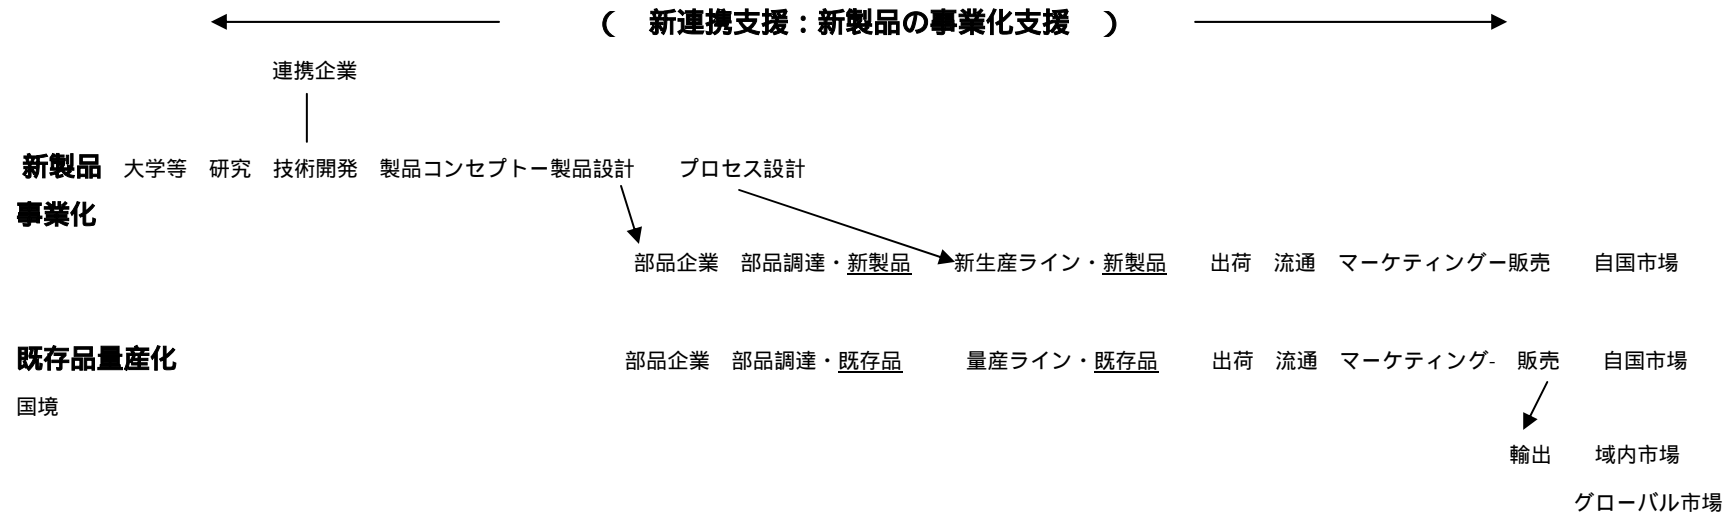 （　新連携支援：新製品の事業化支援　）
連携企業
新製品　大学等　研究　技術開発　製品コンセプトー製品設計　　プロセス設計
事業化
部品企業　部品調達・新製品　　新生産ライン・新製品　　出荷　流通　マーケティングー販売　　自国市場
既存品量産化　部品企業　部品調達・既存品　　量産ライン・既存品　　出荷　流通　マーケティング-　販売　　自国市場
国境
輸出　　域内市場
グローバル市場